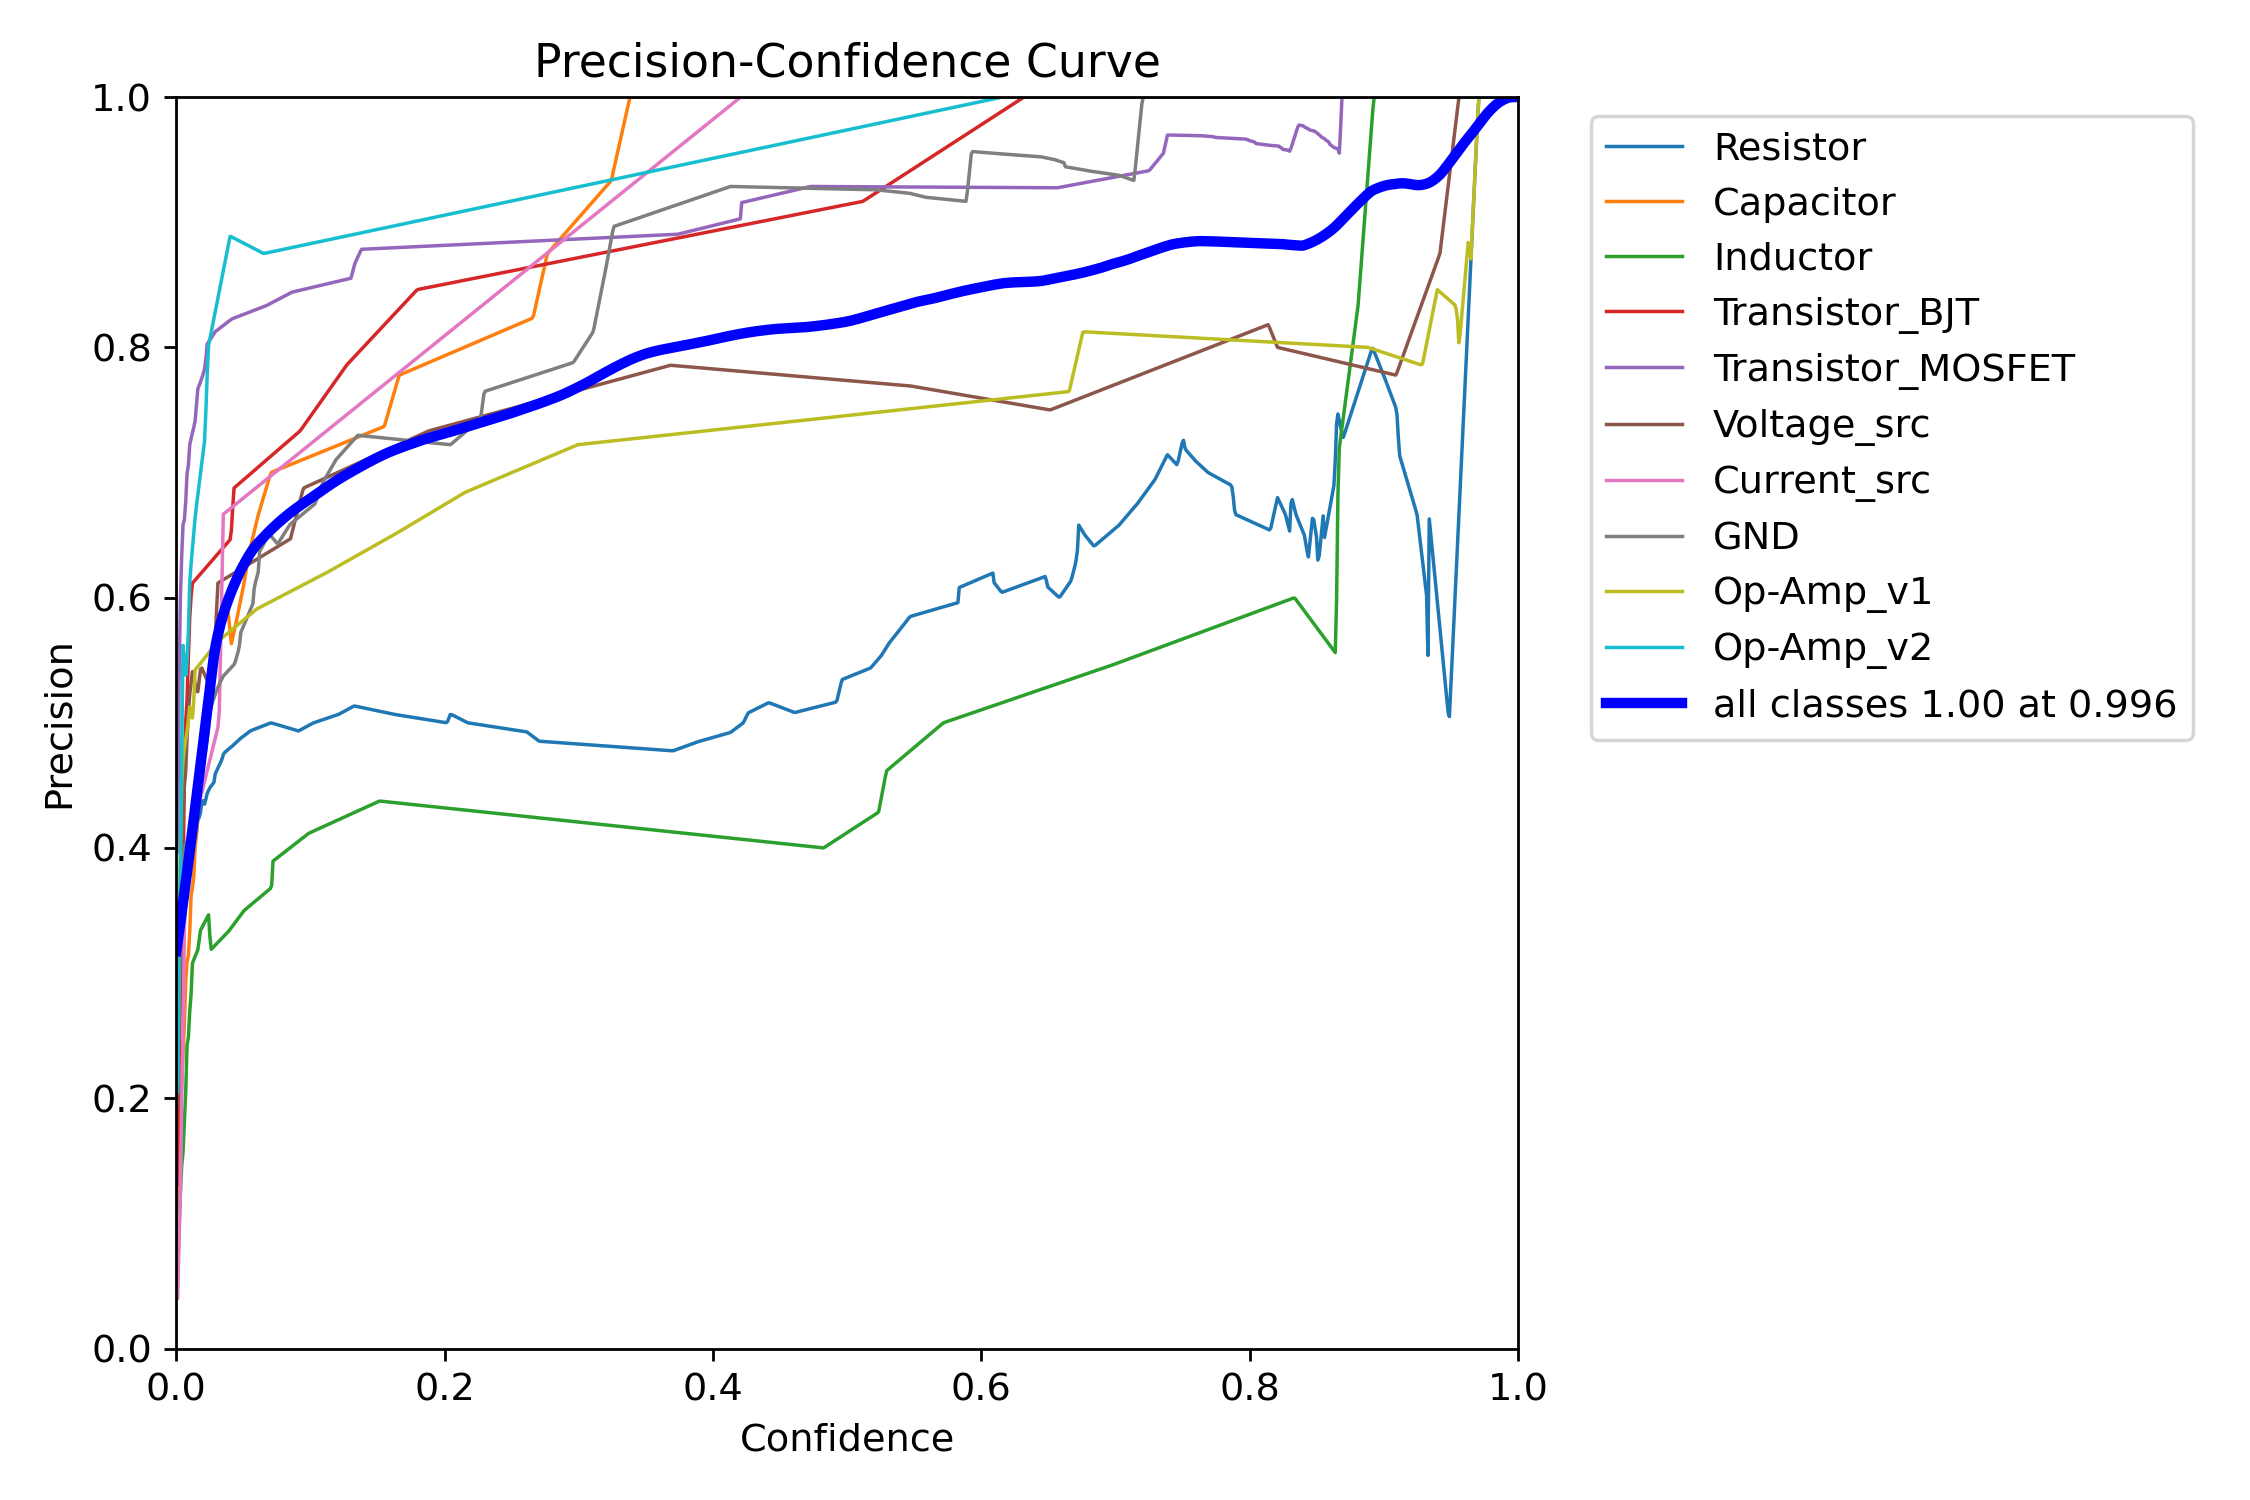 Precision-Confidence Curve
1.0
0.8
0.6
0.4
0.2
0.0
Precision
0.0 0.2 0.4 0.6 0.8 1.0
Confidence
Resistor
Capacitor
Inductor
Transistor_BJT
Transistor_MOSFET
Voltage_src
Current_src
GND
Op-Amp_v1
Op-Amp_v2
all classes 1.00 at 0.996